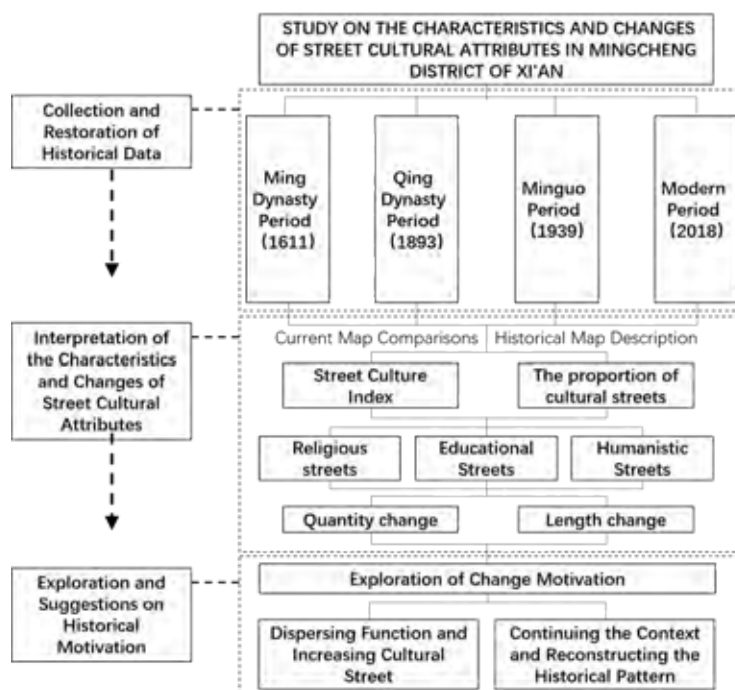 STUDY ON THE CHARACTERISTICS AND CHANGES
OF STREET CULTURAL ATTRIBUTES IN MINGCHENG
DISTRICT OF XI'AN
Collection and
Restoration of
Historical Data
Ming
Dynasty
Period
(1611)
Qing
Dynasty
Period
(1893)
Minguo
Period
(1939)
Modern
Period
(2018)
Interpretation of
the Characteristics
and Changes of
Street Cultural
Attributes
Current Map Comparisons
Historical Map Description
Street Culture
Index
The proportion of
cultural streets
Religious
streets
Educational
Streets
Humanistic
Streets
Quantity change
Length change
Exploration and
Suggestions on
Historical
Motivation
Exploration of Change Motivation
Dispersing Function and
Increasing Cultural
Street
Continuing the Context
and Reconstructing the
Historical Pattern